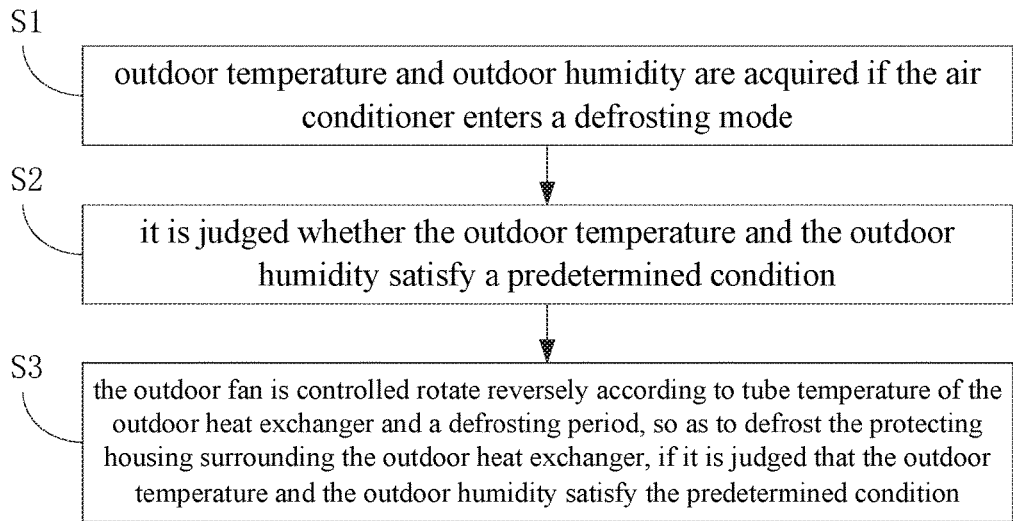 S1
outdoor temperature and outdoor humidity are acquired if the air
conditioner enters a defrosting mode
S2
it is judged whether the outdoor temperature and the outdoor
humidity satisfy a predetermined condition
S3
the outdoor fan is controlled rotate reversely according to tube temperature of the
outdoor heat exchanger and a defrosting period, so as to defrost the protecting
housing surrounding the outdoor heat exchanger, if it is judged that the outdoor
temperature and the outdoor humidity satisfy the predetermined condition